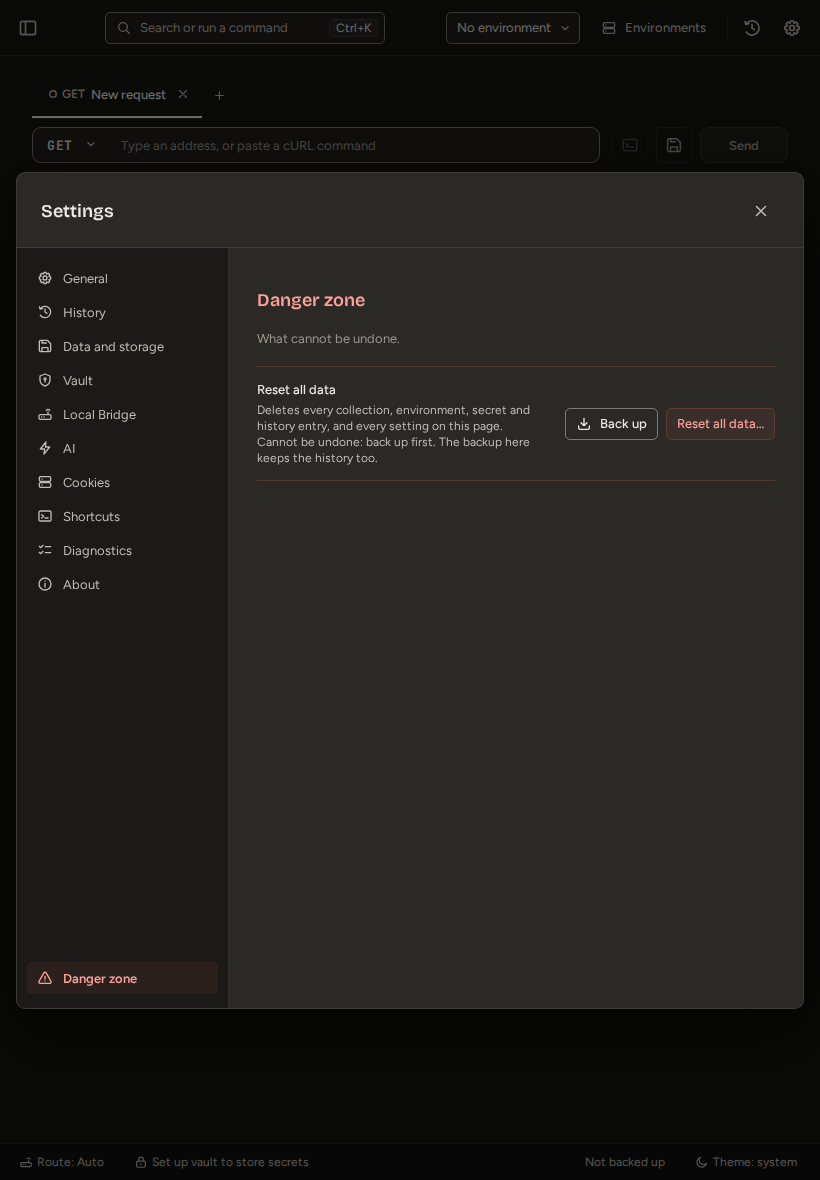 Search or run a command Ctrl+K No environment Environments
GET New request
GET Type an address, or paste a cURL command Send
Settings
General
History
Data and storage
Vault
Local Bridge
AI
Cookies
Shortcuts
Diagnostics
About
Danger zone
Danger zone
What cannot be undone.
Reset all data
Deletes every collection, environment, secret and
history entry, and every setting on this page.
Cannot be undone: back up first. The backup here
keeps the history too.
Back up Reset all data...
Route: Auto Set up vault to store secrets Not backed up Theme: system